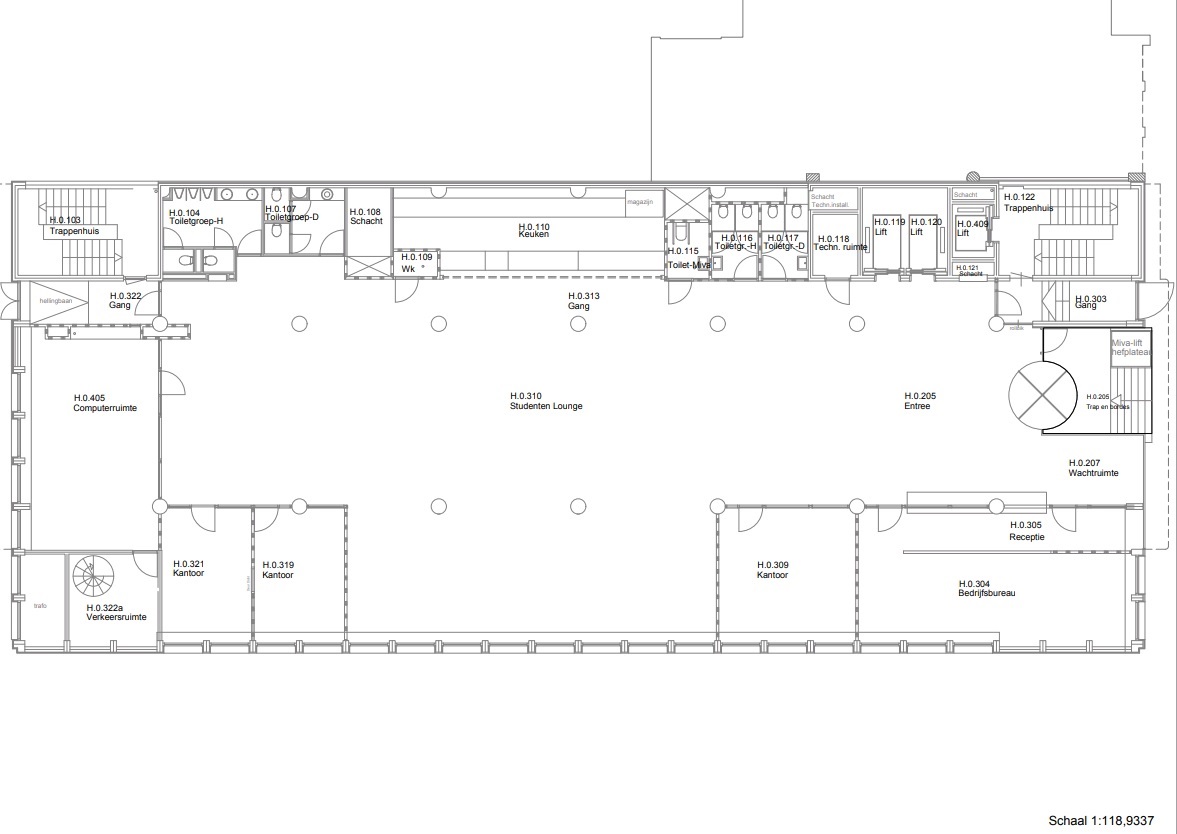 H.0.103
Trappenhuis
H.0.104
Toiletgroep-H
H.0.107
Toiletgroep-D
H.0.108
Schacht
H.0.109
Wk
H.0.110
Keuken
magazijn
H.0.115
Toilet-Miva
H.0.116
Toiletgr.-H
H.0.117
Toiletgr.-D
Schacht
Techn.install.
H.0.118
Techn. ruimte
H.0.119
Lift
H.0.120
Lift
Schacht
H.0.409
Lift
H.0.121
Schacht
H.0.122
Trappenhuis
hellingbaan
H.0.322
Gang
H.0.313
Gang
H.0.303
Gang
Miva-lift
hefplateau
H.0.405
Computerruimte
H.0.310
Studenten Lounge
H.0.205
Entree
H.0.205
Trap en bordes
H.0.207
Wachtruimte
H.0.305
Receptie
H.0.321
Kantoor
H.0.319
Kantoor
H.0.309
Kantoor
H.0.304
Bedrijfsbureau
trafo
H.0.322a
Verkeersruimte
Schaal 1:118,9337